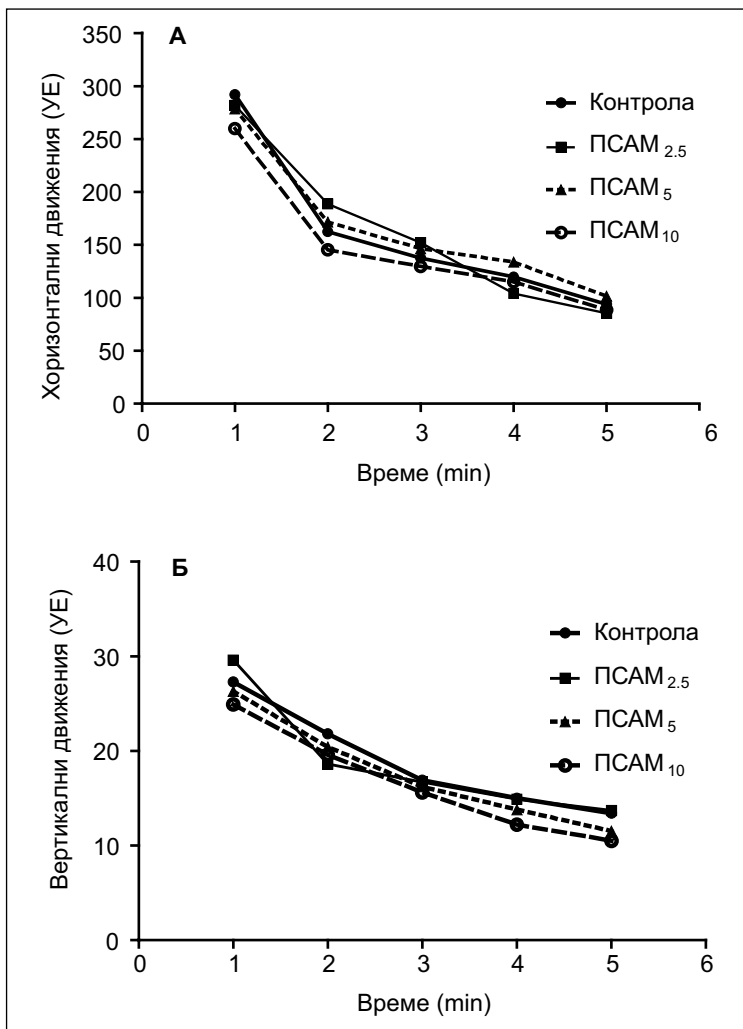 А
Хоризонтални движения (УЕ)
350
300
250
200
150
100
50
0
Контрола
ПСАМ 2.5
ПСАМ 5
ПСАМ 10
0 1 2 3 4 5 6
Време (min)
Б
Вертикални движения (УЕ)
40
30
20
10
0
Контрола
ПСАМ 2.5
ПСАМ 5
ПСАМ 10
0 1 2 3 4 5 6
Време (min)